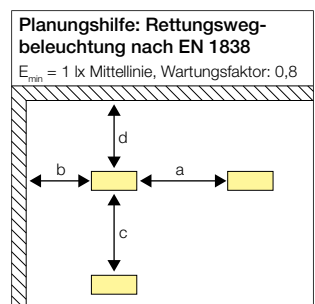 Planungshilfe: Rettungsweg-
beleuchtung nach EN 1838
Emin = 1 lx Mittellinie, Wartungsfaktor: 0,8
d
b
a
c